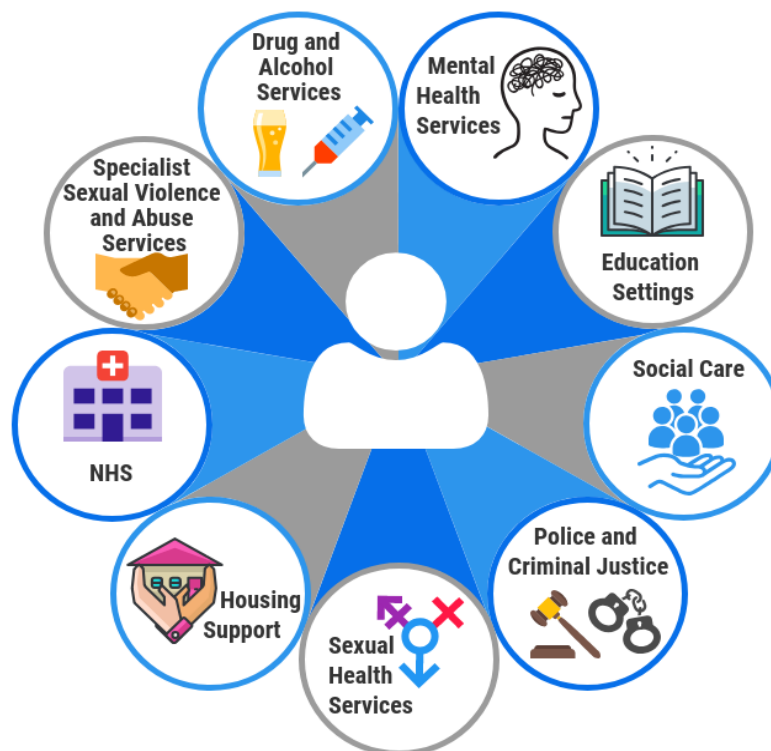 Drug and
Alcohol
Services
Mental
Health
Services
Education
Settings
Social Care
Police and
Criminal Justice
Sexual
Health
Services
Housing
Support
NHS
Specialist
Sexual Violence
and Abuse
Services